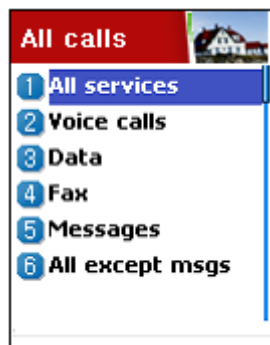 All calls
1 All services
2 Voice calls
3 Data
4 Fax
5 Messages
6 All except msgs